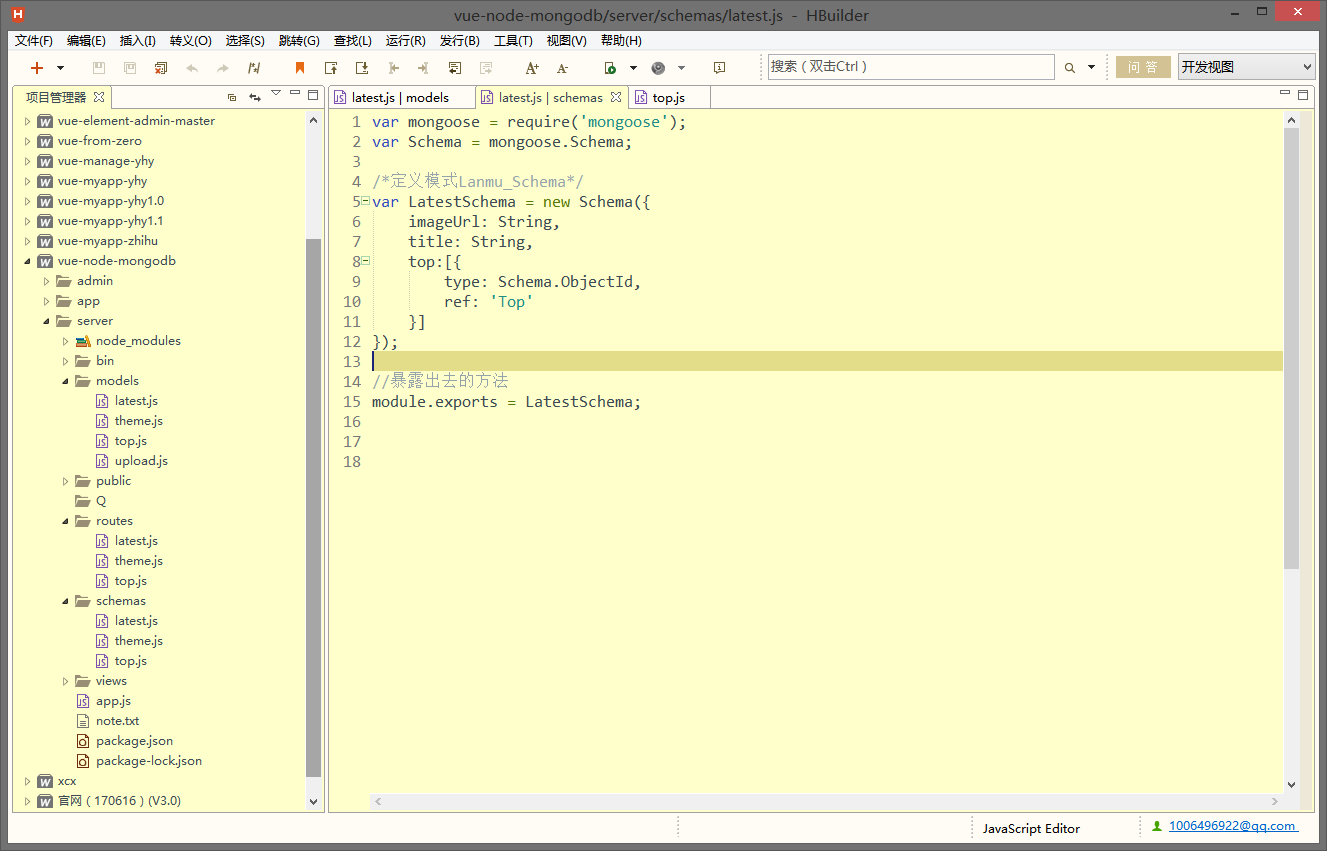 H
vue-node-mongodb/server/schemas/latest.js - HBuilder
文件(F) 编辑(E) 插入(I) 转义(O) 选择(S) 跳转(G) 查找(L) 运行(R) 发行(B) 工具(T) 视图(V) 帮助(H)
搜索（双击Ctrl） 问 答 开发视图
项目管理器
latest.js | models latest.js | schemas top.js
vue-element-admin-master
vue-from-zero
vue-manage-yhy
vue-myapp-yhy
vue-myapp-yhy1.0
vue-myapp-yhy1.1
vue-myapp-zhihu
vue-node-mongodb
admin
app
server
node_modules
bin
models
latest.js
theme.js
top.js
upload.js
public
Q
routes
latest.js
theme.js
top.js
schemas
latest.js
theme.js
top.js
views
app.js
note.txt
package.json
package-lock.json
xcx
官网（170616）(V3.0)
1 var mongoose = require('mongoose');
2 var Schema = mongoose.Schema;
3
4 /*定义模式Lanmu_Schema*/
5 var LatestSchema = new Schema({
6 imageUrl: String,
7 title: String,
8 top:[{
9 type: Schema.ObjectId,
10 ref: 'Top'
11 }]
12 });
13
14 //暴露出去的方法
15 module.exports = LatestSchema;
16
17
18
JavaScript Editor
1006496922@qq.com